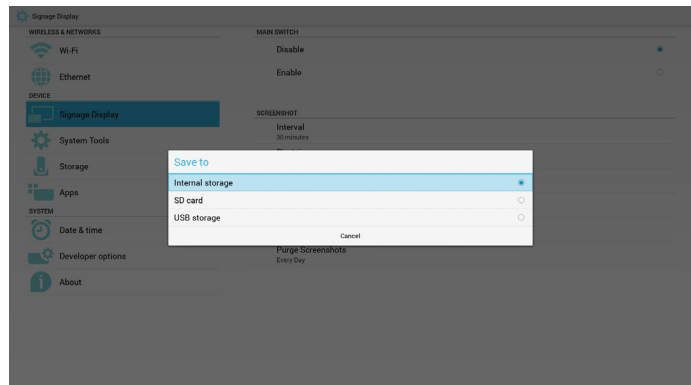 Signage Display
WIRELESS & NETWORKS
Wi-Fi
Ethernet
DEVICE
Signage Display
System Tools
Storage
Apps
SYSTEM
Date & time
Developer options
About
MAIN SWITCH
Disable
Enable
SCREENSHOT
Interval
30 minutes
Save to
Internal storage
SD card
USB storage
Cancel
Purge Screenshots
Every Day